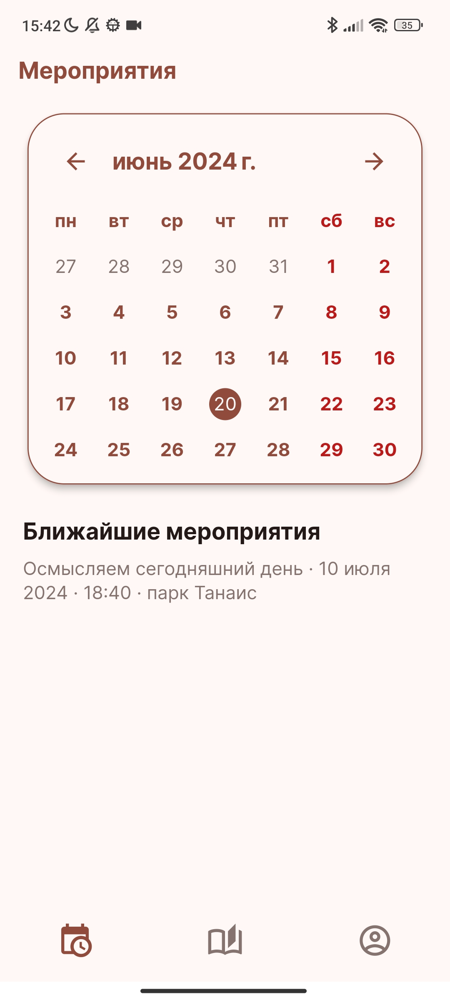 15:42
35
Мероприятия
июнь 2024 г.
пн вт ср чт пт сб вс
27 28 29 30 31 1 2
3 4 5 6 7 8 9
10 11 12 13 14 15 16
17 18 19 20 21 22 23
24 25 26 27 28 29 30
Ближайшие мероприятия
Осмысляем сегодняшний день · 10 июля
2024 · 18:40 · парк Танаис